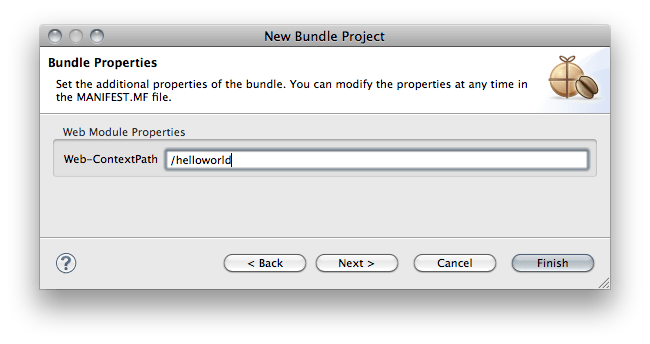 New Bundle Project
Bundle Properties
Set the additional properties of the bundle. You can modify the properties at any time in
the MANIFEST.MF file.
Web Module Properties
Web-ContextPath /helloworld
? < Back Next > Cancel Finish